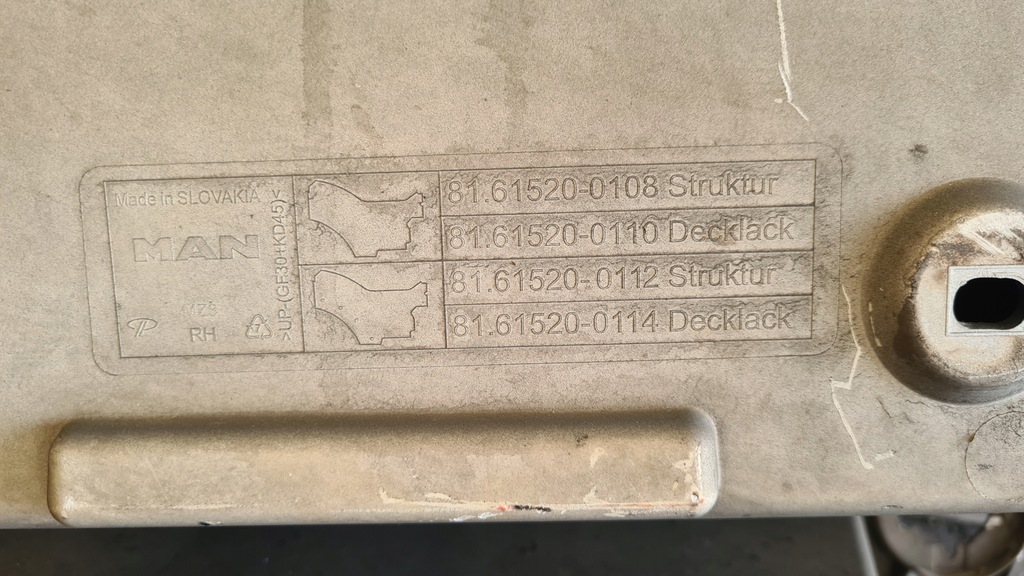 Made in SLOVAKIA
MAN
RH
>UP-(GF30+KD45)<
81.61520-0108 Struktur
81.61520-0110 Decklack
81.61520-0112 Struktur
81.61520-0114 Decklack